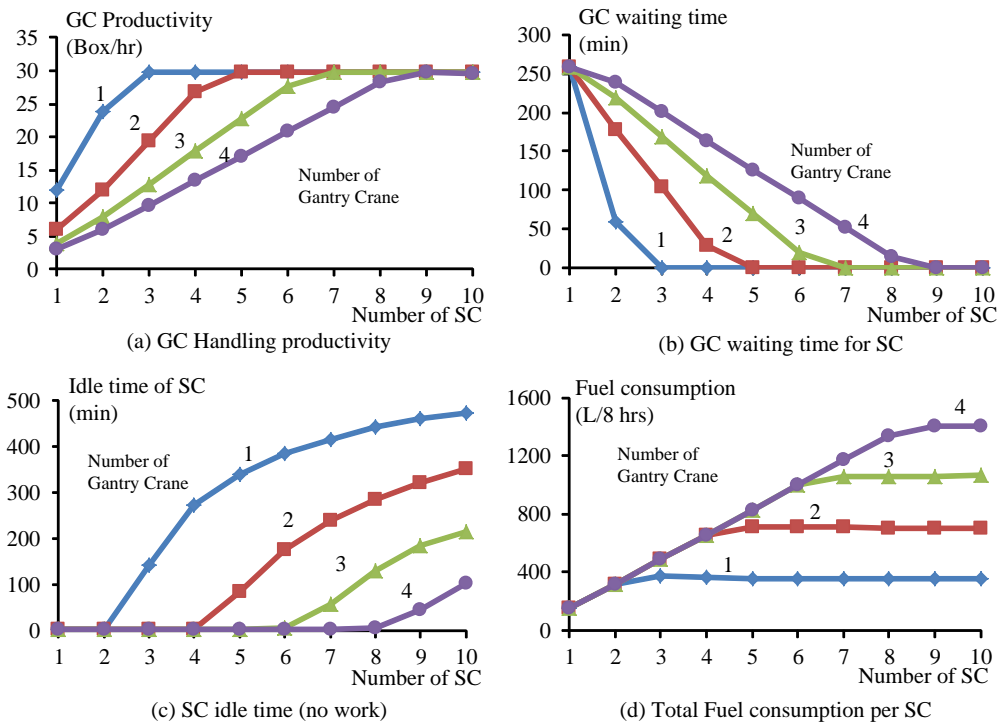 GC Productivity
(Box/hr)
35
30
25
20
15
10
5
0
1
2
3
4
Number of
Gantry Crane
1 2 3 4 5 6 7 8 9 10
Number of SC
(a) GC Handling productivity
GC waiting time
(min)
300
250
200
150
100
50
0
Number of
Gantry Crane
1
2
3
4
1 2 3 4 5 6 7 8 9 10
Number of SC
(b) GC waiting time for SC
Idle time of SC
(min)
500
400
300
200
100
0
Number of
Gantry Crane
1
2
3
4
1 2 3 4 5 6 7 8 9 10
Number of SC
(c) SC idle time (no work)
Fuel consumption
(L/8 hrs)
1600
1200
800
400
0
Number of
Gantry Crane
4
3
2
1
1 2 3 4 5 6 7 8 9 10
Number of SC
(d) Total Fuel consumption per SC